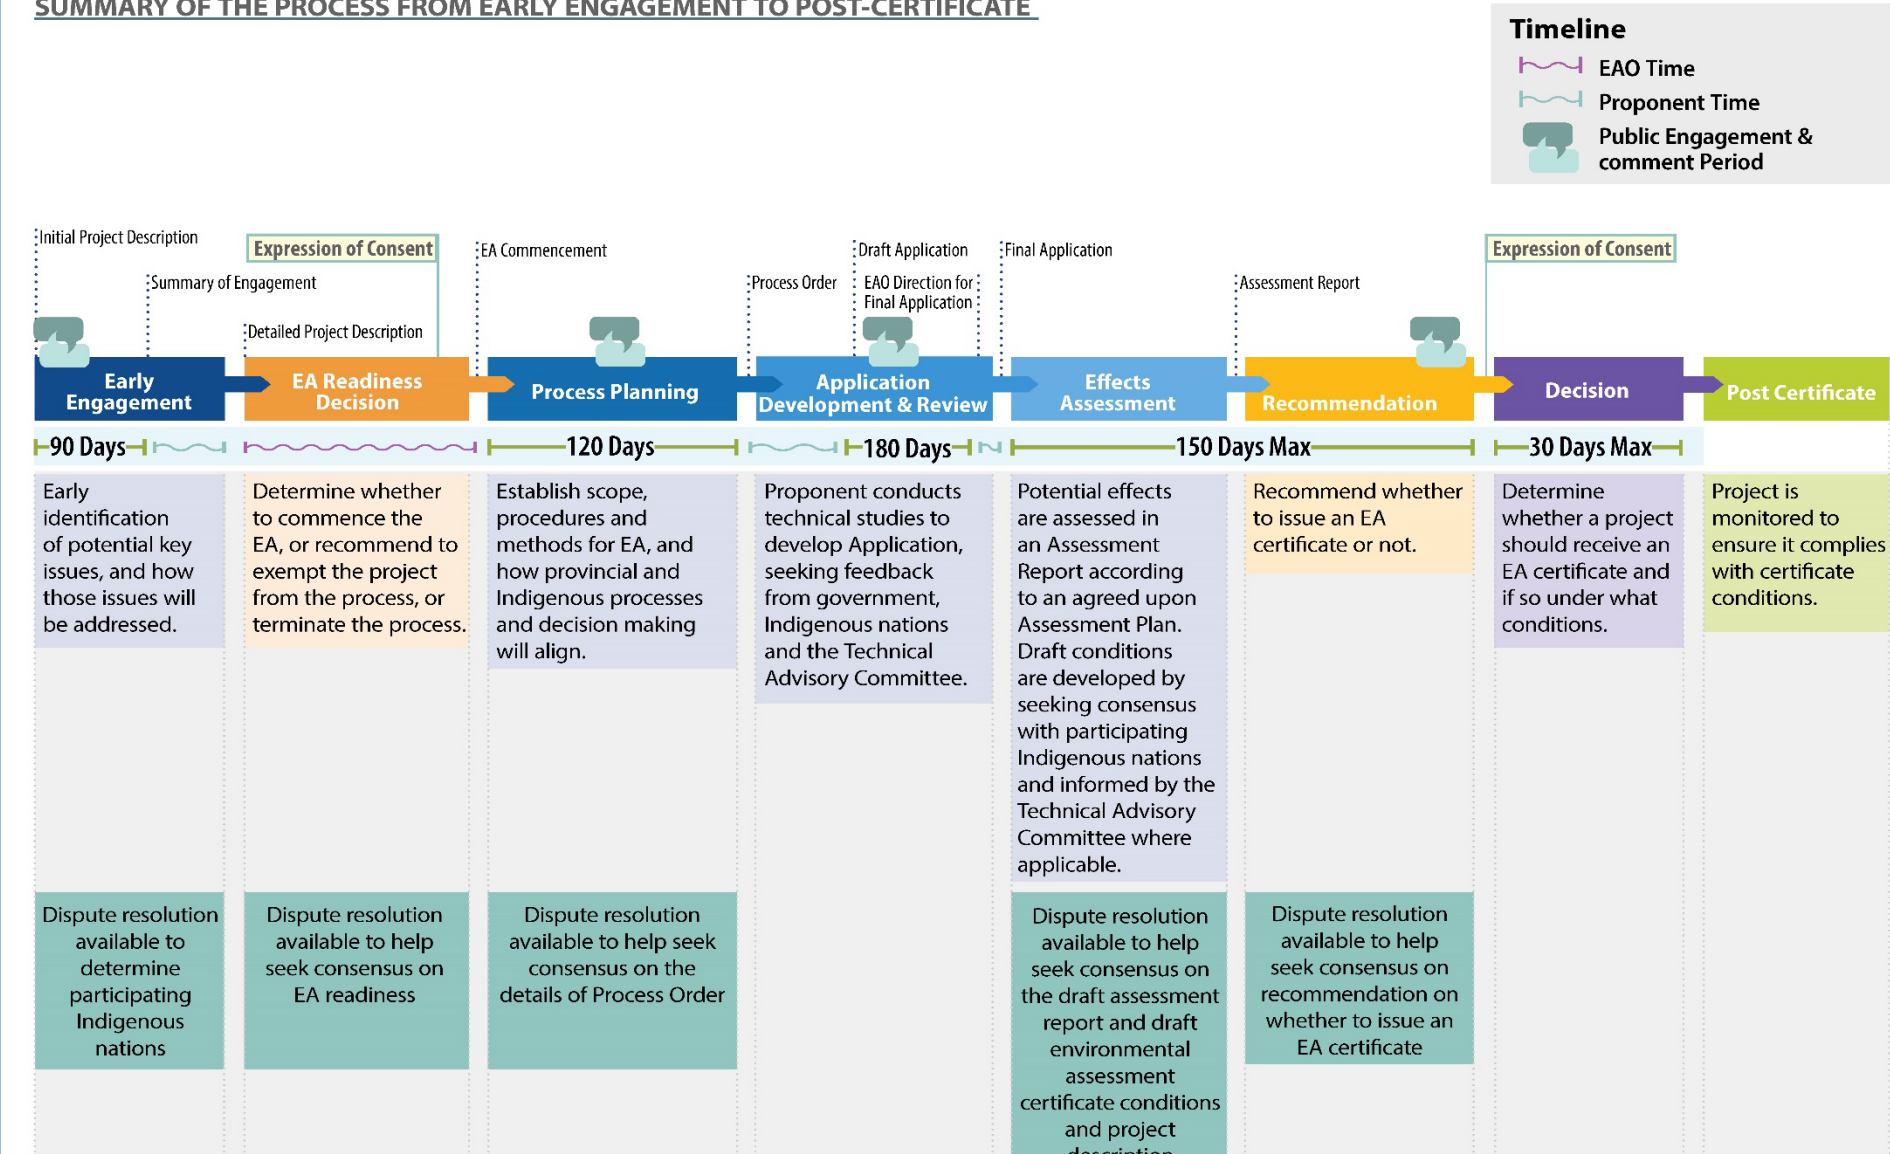 SUMMARY OF THE PROCESS FROM EARLY ENGAGEMENT TO POST-CERTIFICATE
Timeline
EAO Time
Proponent Time
Public Engagement &
comment Period
Initial Project Description
Summary of Engagement
Expression of Consent
Detailed Project Description
EA Commencement
Process Order
Draft Application
EAO Direction for
Final Application
Final Application
Assessment Report
Expression of Consent
Early
Engagement
EA Readiness
Decision
Process Planning
Application
Development & Review
Effects
Assessment
Recommendation
Decision
Post Certificate
90 Days
120 Days
180 Days
150 Days Max
30 Days Max
Early
identification
of potential key
issues, and how
those issues will
be addressed.
Determine whether
to commence the
EA, or recommend to
exempt the project
from the process, or
terminate the process.
Establish scope,
procedures and
methods for EA, and
how provincial and
Indigenous processes
and decision making
will align.
Proponent conducts
technical studies to
develop Application,
seeking feedback
from government,
Indigenous nations
and the Technical
Advisory Committee.
Potential effects
are assessed in
an Assessment
Report according
to an agreed upon
Assessment Plan.
Draft conditions
are developed by
seeking consensus
with participating
Indigenous nations
and informed by the
Technical Advisory
Committee where
applicable.
Recommend whether
to issue an EA
certificate or not.
Determine
whether a project
should receive an
EA certificate and
if so under what
conditions.
Project is
monitored to
ensure it complies
with certificate
conditions.
Dispute resolution
available to
determine
participating
Indigenous
nations
Dispute resolution
available to help
seek consensus on
EA readiness
Dispute resolution
available to help seek
consensus on the
details of Process Order
Dispute resolution
available to help
seek consensus on
the draft assessment
report and draft
environmental
assessment
certificate conditions
and project
description
Dispute resolution
available to help
seek consensus on
recommendation on
whether to issue an
EA certificate